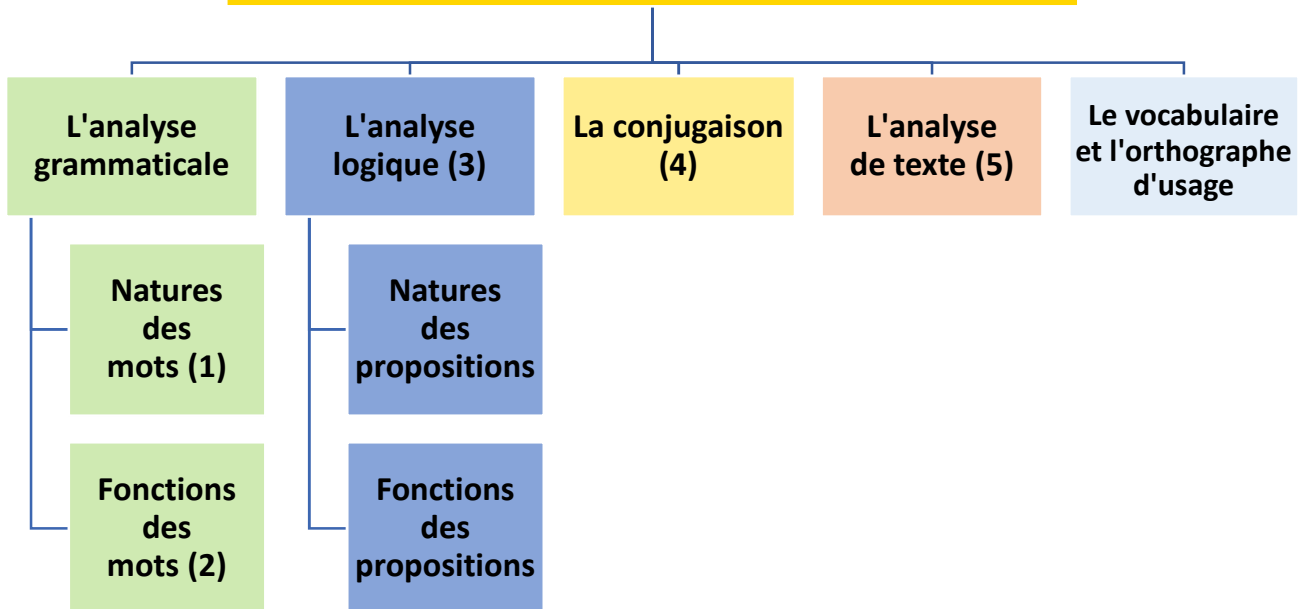 L'analyse
grammaticale
L'analyse
logique (3)
La conjugaison
(4)
L'analyse
de texte (5)
Le vocabulaire
et l'orthographe
d'usage
Natures
des
mots (1)
Natures
des
propositions
Fonctions
des
mots (2)
Fonctions
des
propositions